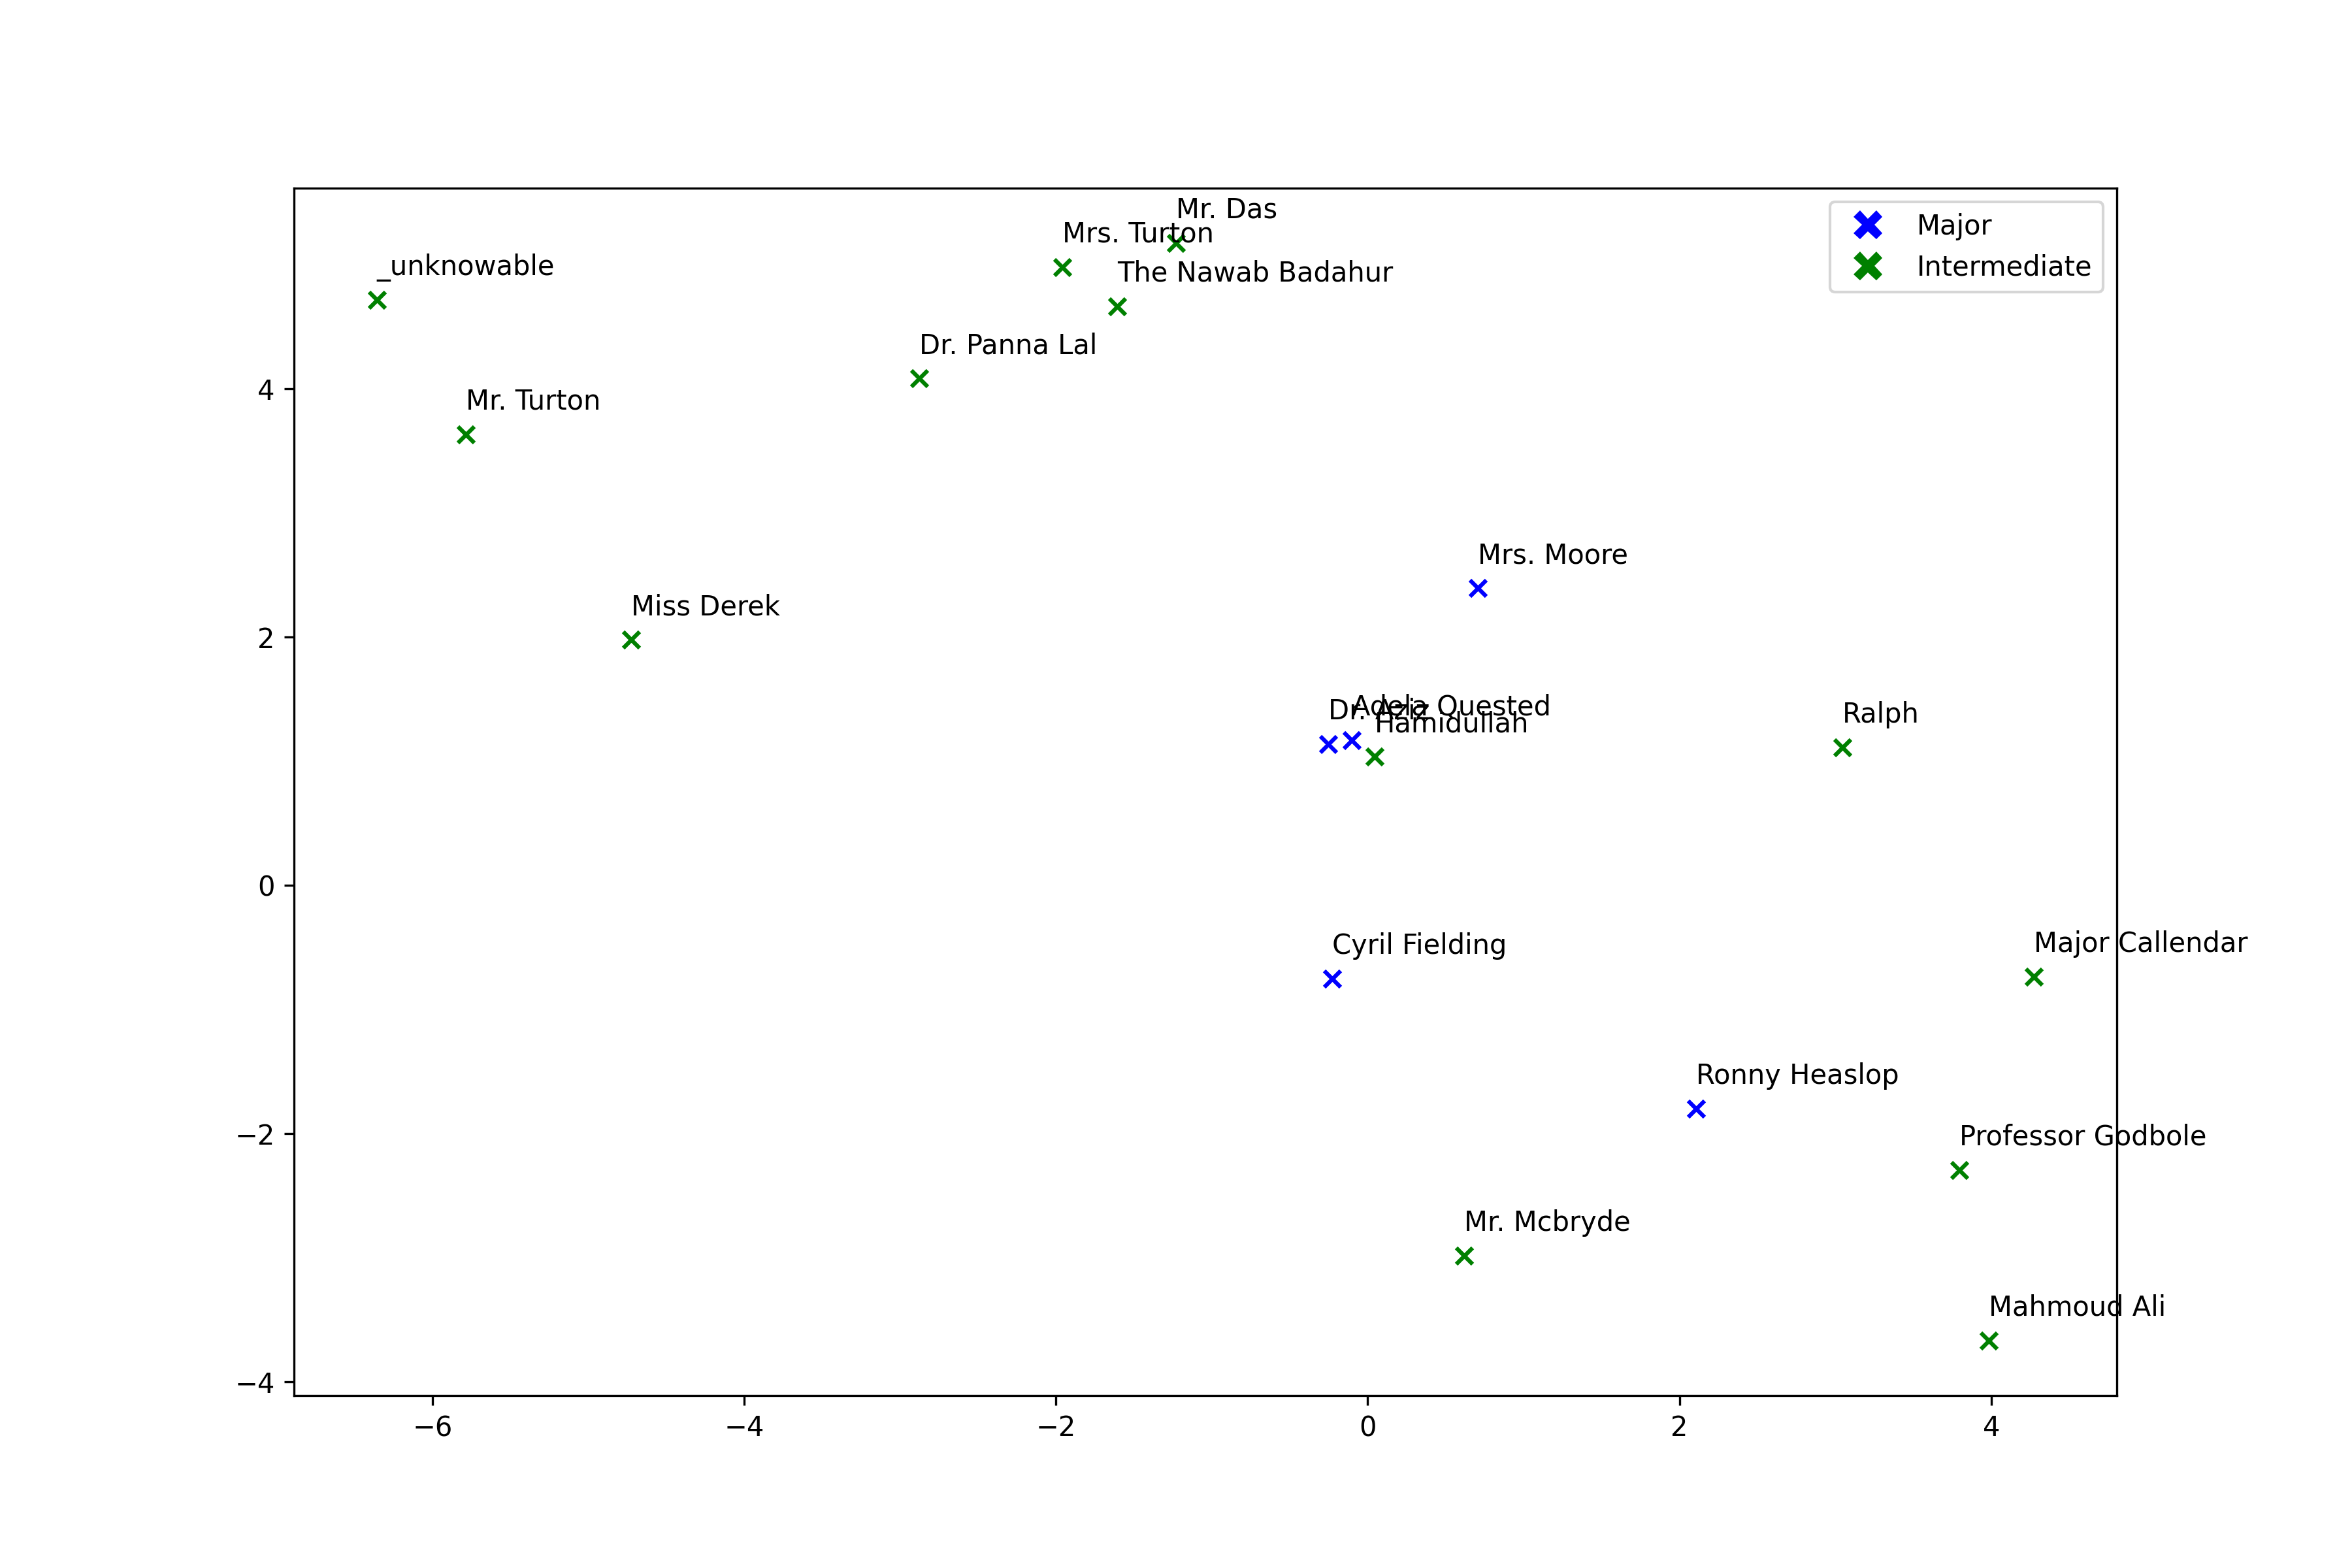 Mr. Das
Mrs. Turton
Major
_unknowable
The Nawab Badahur
Intermediate
Dr. Panna Lal
4
Mr. Turton
Mrs. Moore
Miss Derek
2
Adela Quested
Dr. Aziz
Hamidullah
Ralph
0
Cyril Fielding
Major Callendar
Ronny Heaslop
−2
Professor Godbole
Mr. Mcbryde
Mahmoud Ali
−4
−6 −4 −2 0 2 4